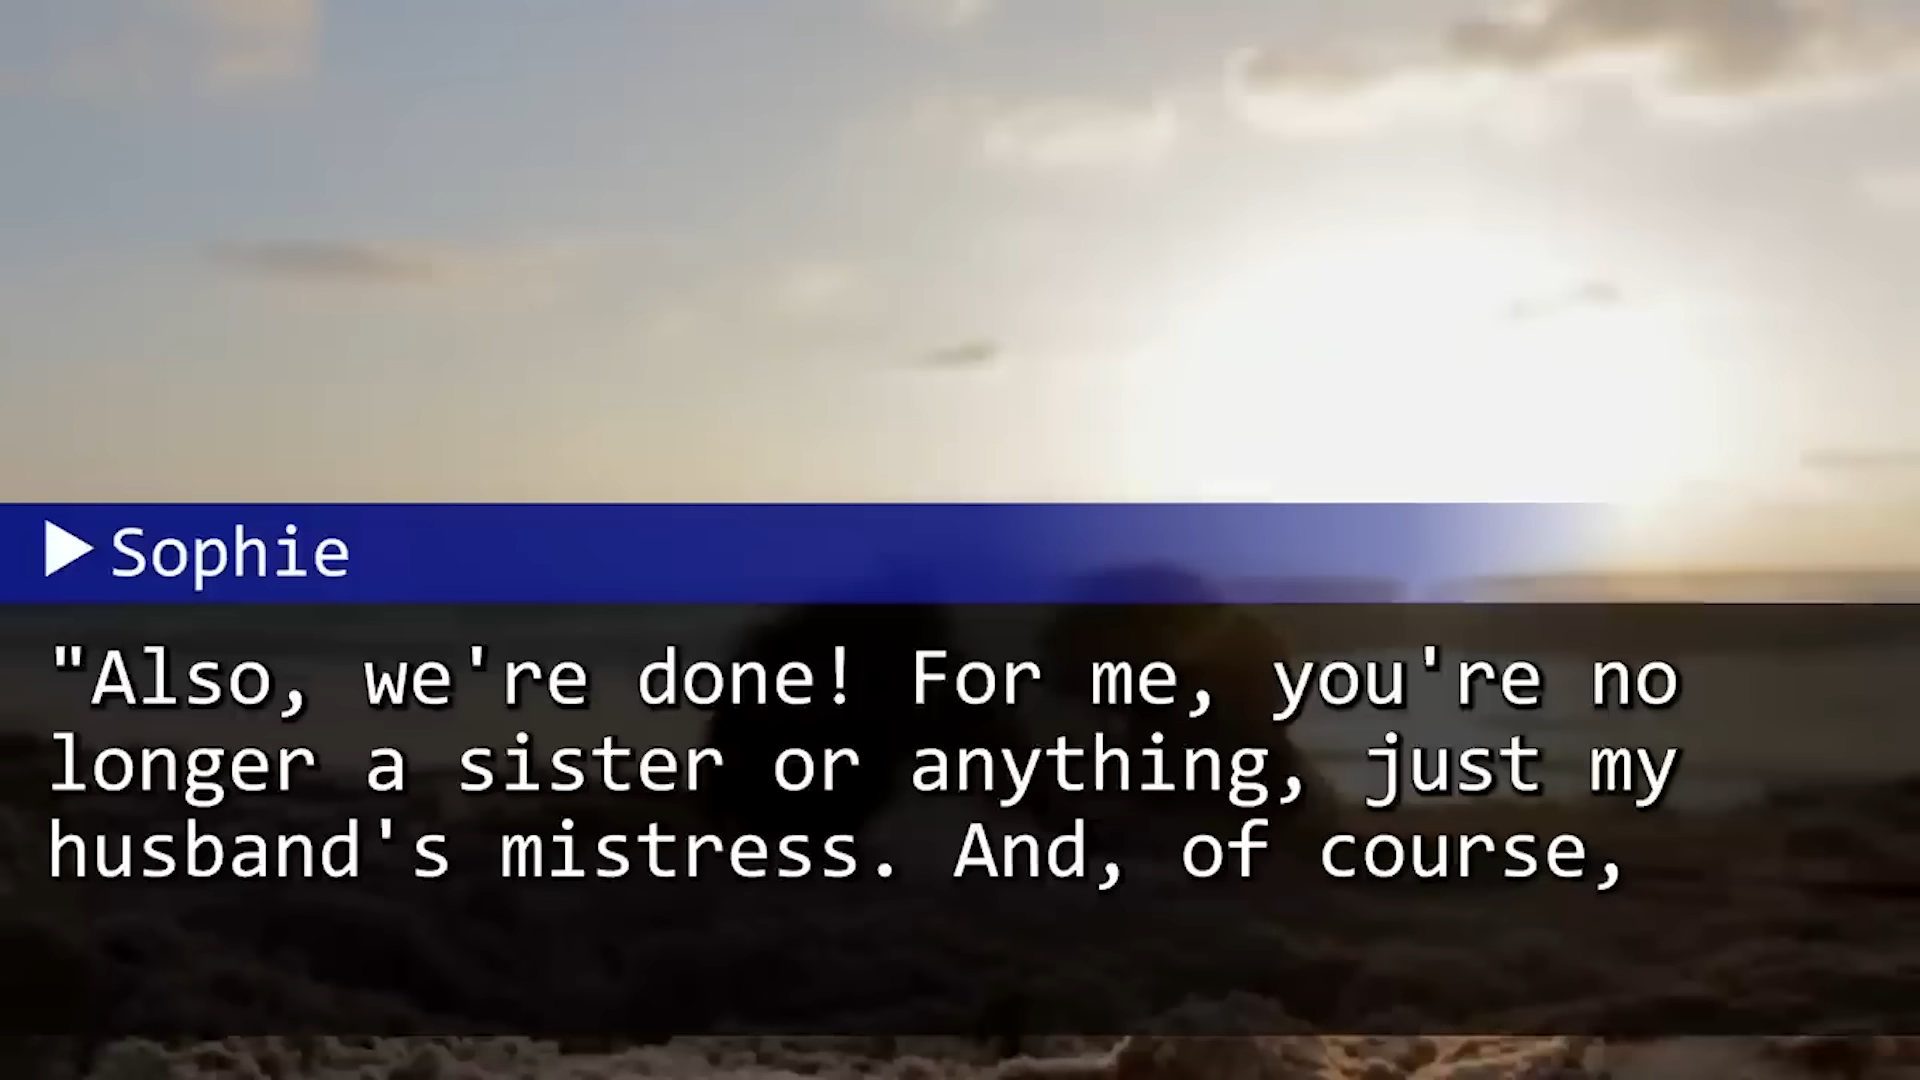 Sophie
"Also, we're done! For me, you're no
longer a sister or anything, just my
husband's mistress. And, of course,